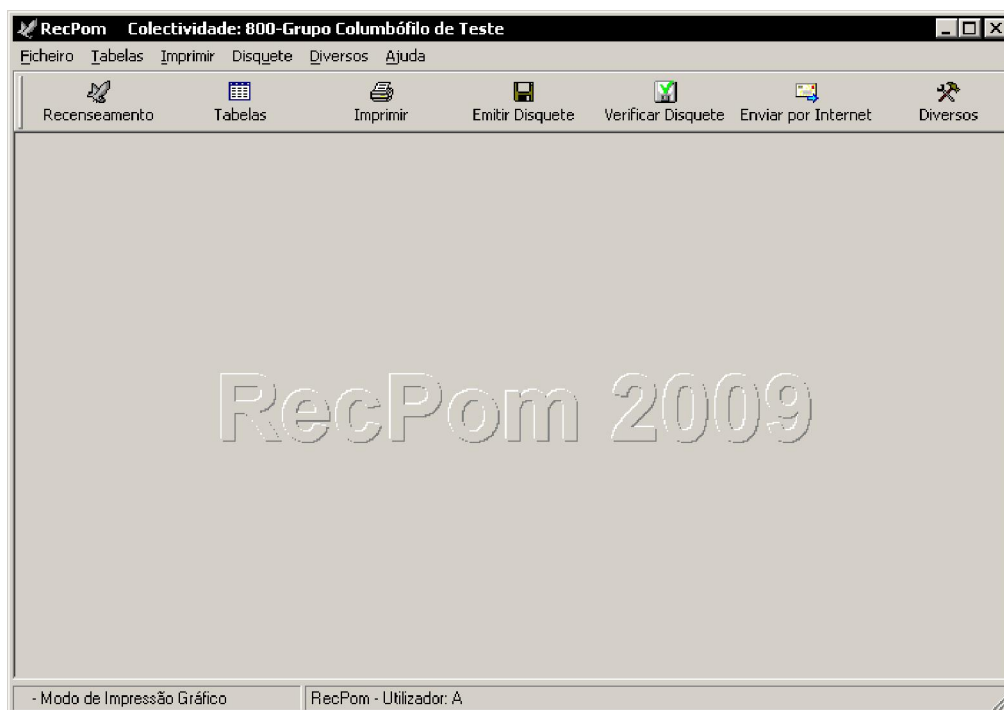 RecPom Colectividade: 800-Grupo Columbófilo de Teste
Ficheiro Tabelas Imprimir Disquete Diversos Ajuda
Recenseamento Tabelas Imprimir Emitir Disquete Verificar Disquete Enviar por Internet Diversos
RecPom 2009
- Modo de Impressão Gráfico RecPom - Utilizador: A